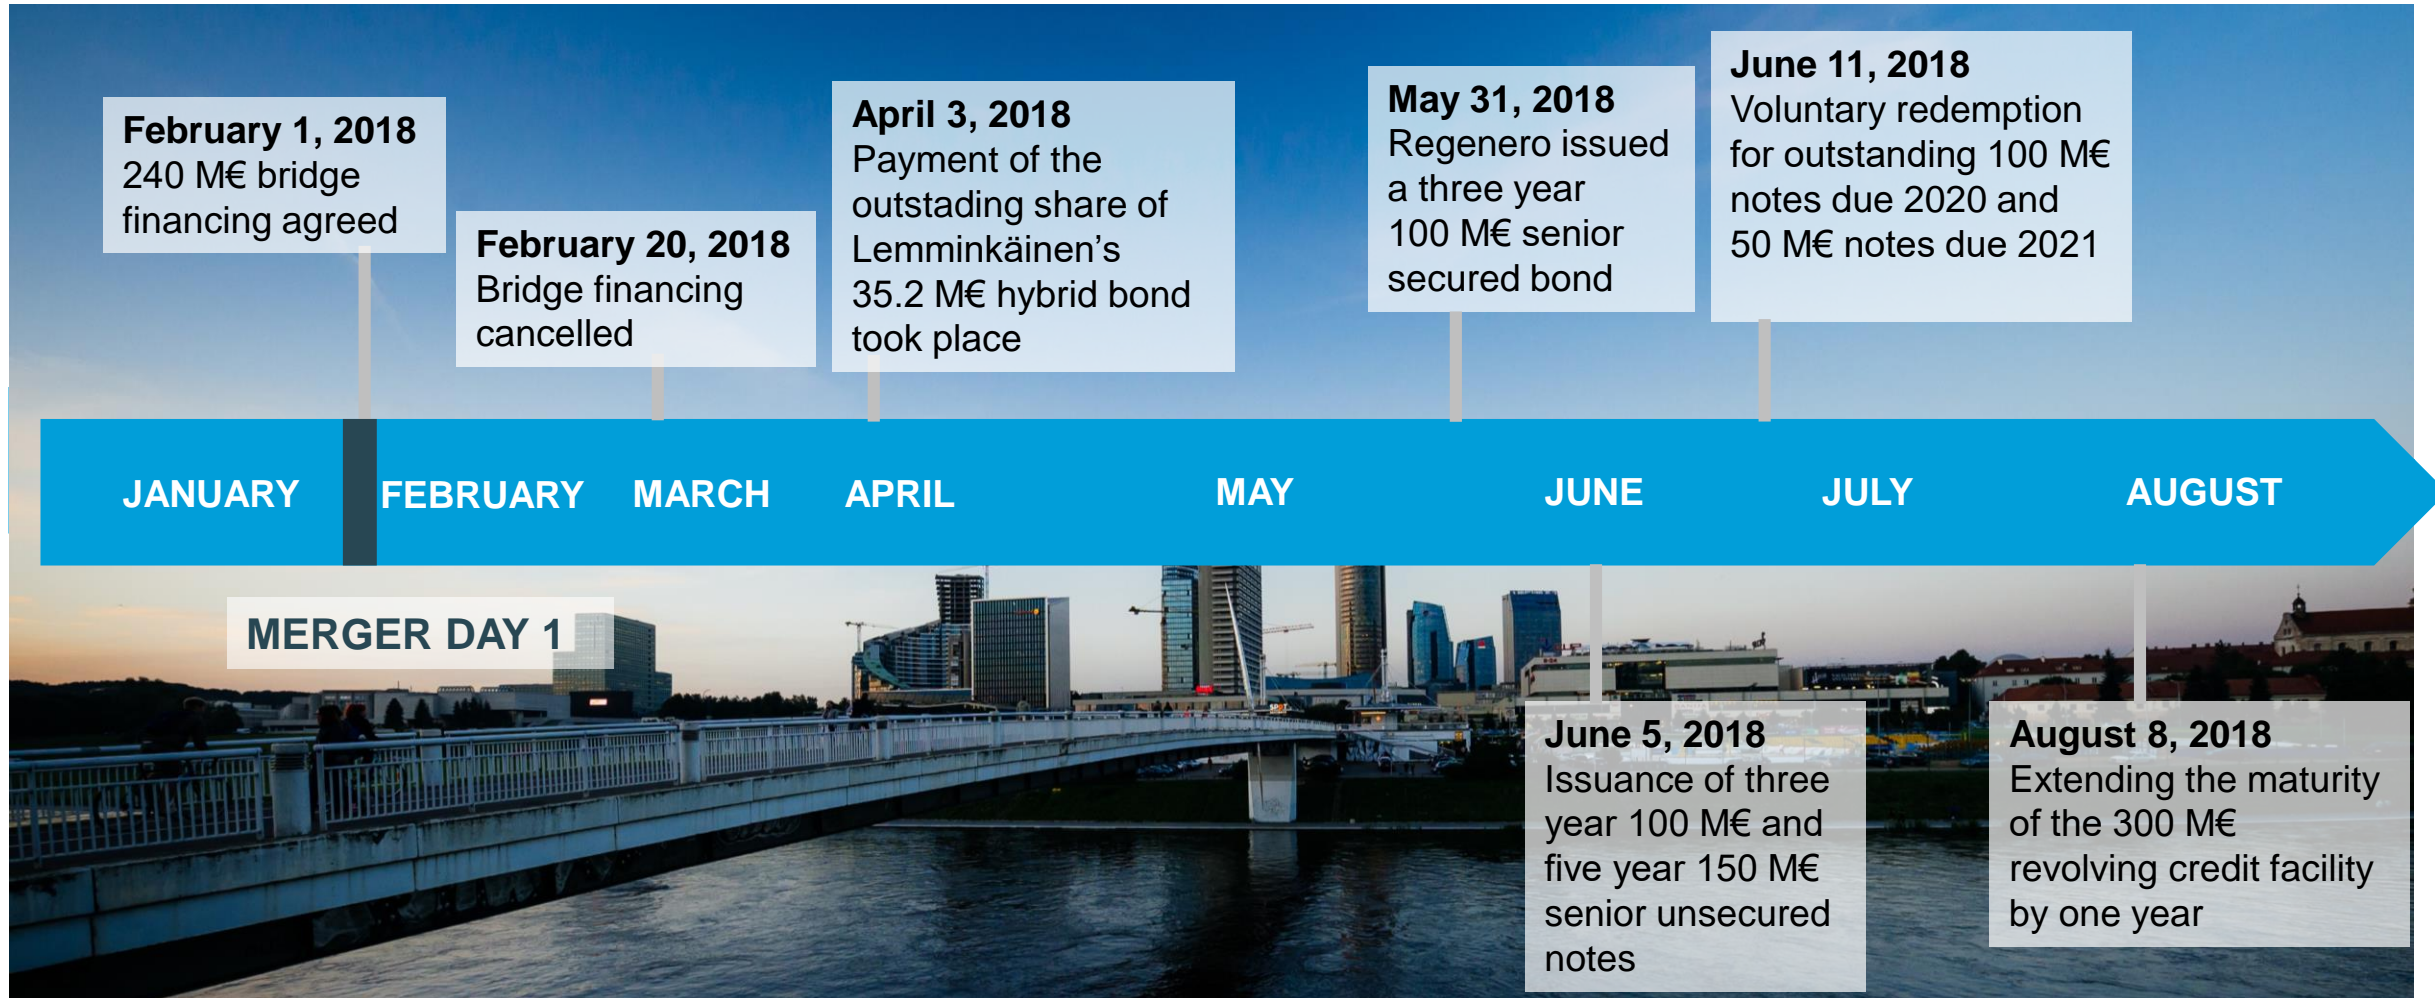 February 1, 2018
240 M€ bridge
financing agreed
February 20, 2018
Bridge financing
cancelled
April 3, 2018
Payment of the
outstading share of
Lemminkäinen’s
35.2 M€ hybrid bond
took place
May 31, 2018
Regenero issued
a three year
100 M€ senior
secured bond
June 11, 2018
Voluntary redemption
for outstanding 100 M€
notes due 2020 and
50 M€ notes due 2021
JANUARY
FEBRUARY
MARCH
APRIL
MAY
JUNE
JULY
AUGUST
MERGER DAY 1
June 5, 2018
Issuance of three
year 100 M€ and
five year 150 M€
senior unsecured
notes
August 8, 2018
Extending the maturity
of the 300 M€
revolving credit facility
by one year